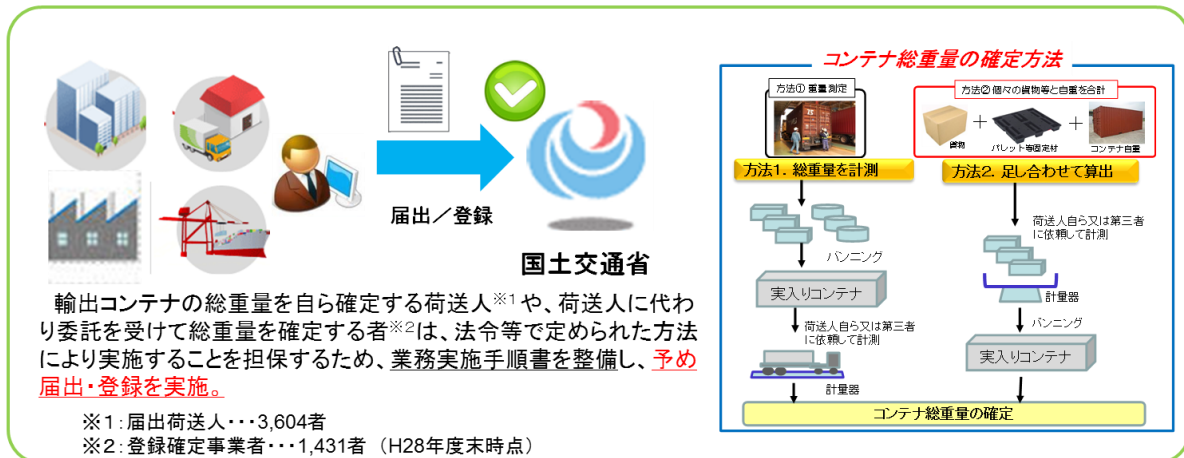 届出／登録
国土交通省
輸出コンテナの総重量を自ら確定する荷送人※1や、荷送人に代わ
り委託を受けて総重量を確定する者※2は、法令等で定められた方法
により実施することを担保するため、業務実施手順書を整備し、予め
届出・登録を実施。
※1：届出荷送人・・・3,604者
※2：登録確定事業者・・・1,431者 （H28年度末時点）
コンテナ総重量の確定方法
方法① 重量測定
方法1. 総重量を計測
バンニング
実入りコンテナ
荷送人自ら又は第三者
に依頼して計測
計量器
方法② 個々の貨物等と自重を合計
貨物
＋
パレット等固定材
＋
コンテナ自重
方法2. 足し合わせて算出
荷送人自ら又は第三者
に依頼して計測
計量器
バンニング
実入りコンテナ
コンテナ総重量の確定